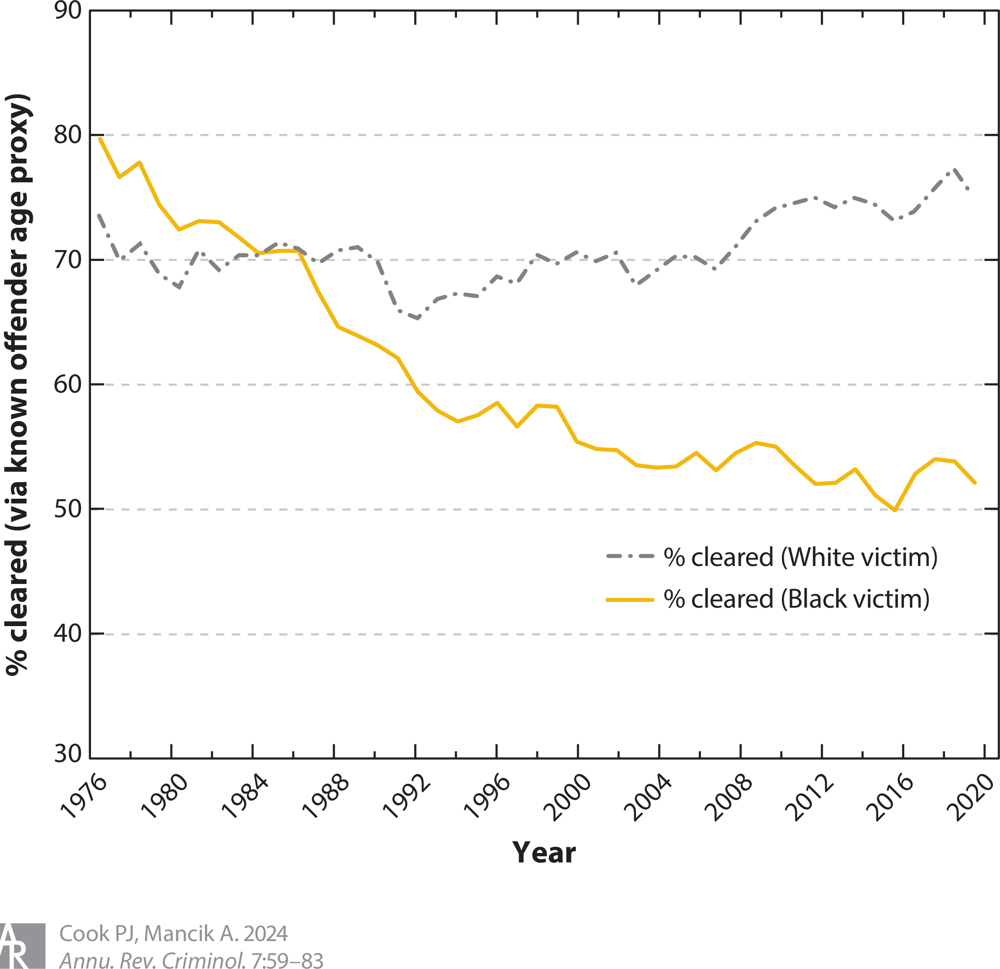 % cleared (via known offender age proxy)
90
80
70
60
50
40
30
% cleared (White victim)
% cleared (Black victim)
1976
1980
1984
1988
1992
1996
2000
2004
2008
2012
2016
2020
Year
AR
Cook PJ, Mancik A. 2024
Annu. Rev. Criminol. 7:59–83